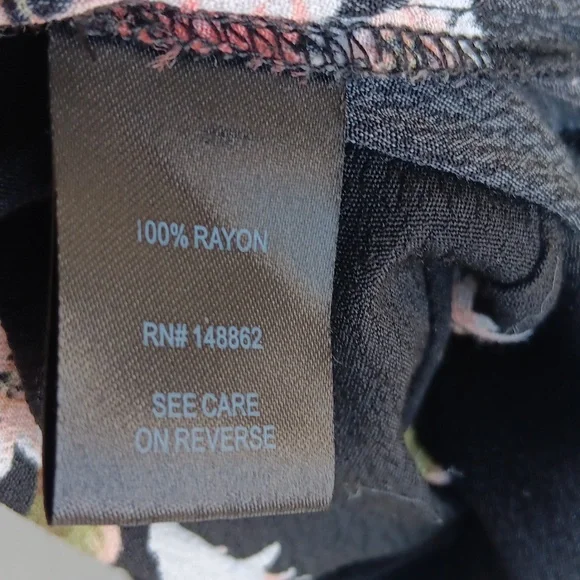 100% RAYON
RN# 148862
SEE CARE
ON REVERSE